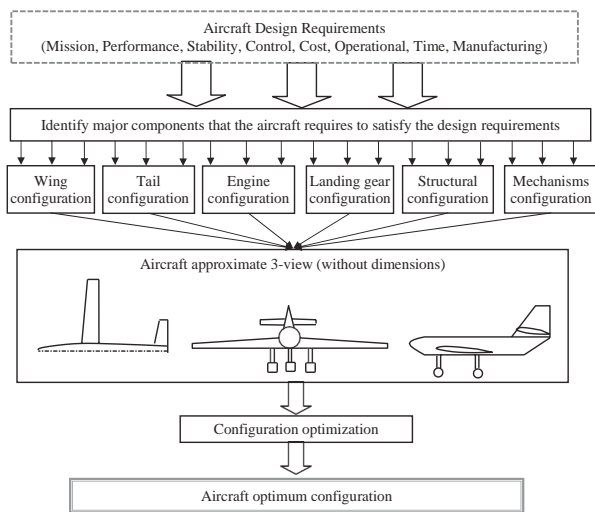 Aircraft Design Requirements
(Mission, Performance, Stability, Control, Cost, Operational, Time, Manufacturing)
Identify major components that the aircraft requires to satisfy the design requirements
Wing
configuration
Tail
configuration
Engine
configuration
Landing gear
configuration
Structural
configuration
Mechanisms
configuration
Aircraft approximate 3-view (without dimensions)
Configuration optimization
Aircraft optimum configuration